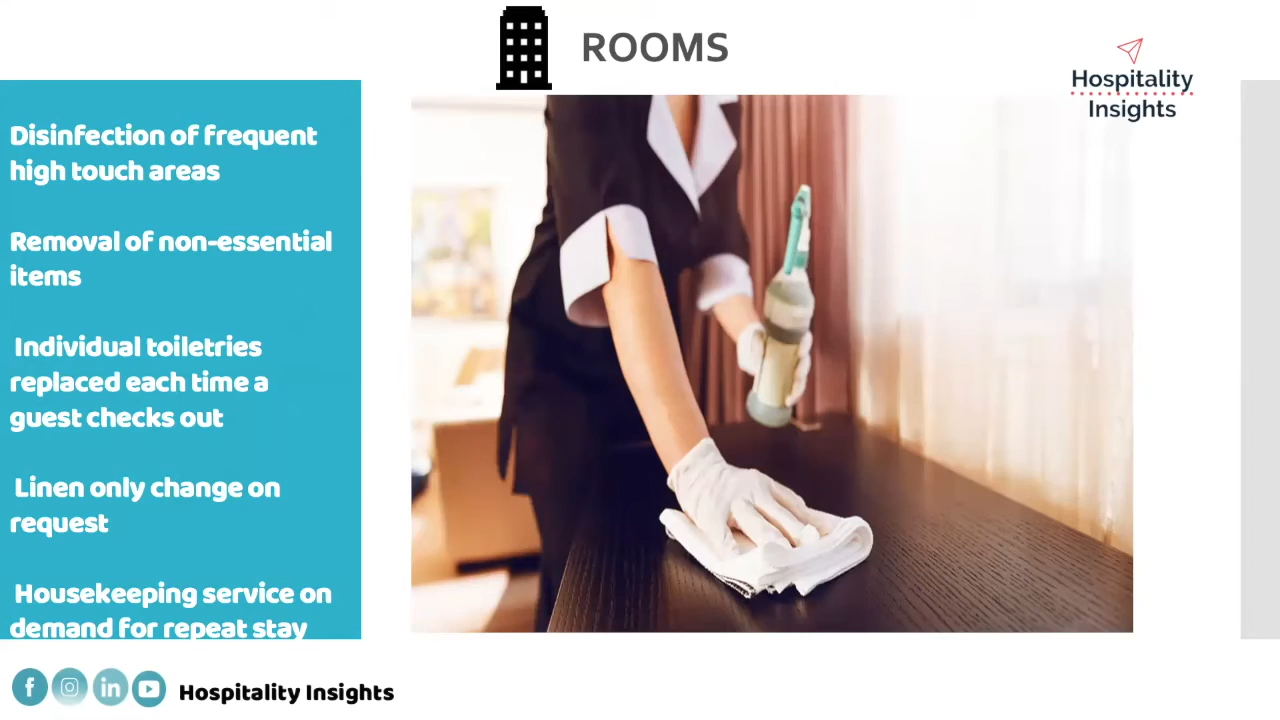 ROOMS
Hospitality
Insights
Disinfection of frequent
high touch areas
Removal of non-essential
items
Individual toiletries
replaced each time a
guest checks out
Linen only change on
request
Housekeeping service on
demand for repeat stay
Hospitality Insights